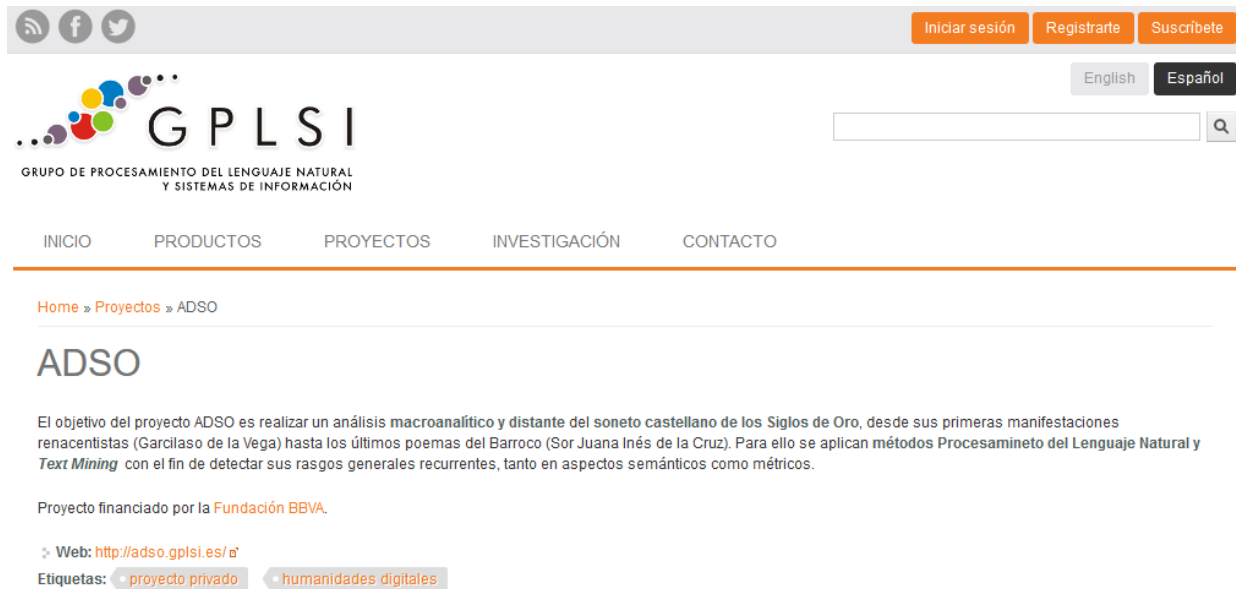 Iniciar sesión Registrarte Suscríbete
English Español
GPLSI
GRUPO DE PROCESAMIENTO DEL LENGUAJE NATURAL
Y SISTEMAS DE INFORMACIÓN
INICIO PRODUCTOS PROYECTOS INVESTIGACIÓN CONTACTO
Home » Proyectos » ADSO
ADSO
El objetivo del proyecto ADSO es realizar un análisis macroanalítico y distante del soneto castellano de los Siglos de Oro, desde sus primeras manifestaciones
renacentistas (Garcilaso de la Vega) hasta los últimos poemas del Barroco (Sor Juana Inés de la Cruz). Para ello se aplican métodos Procesamineto del Lenguaje Natural y
Text Mining con el fin de detectar sus rasgos generales recurrentes, tanto en aspectos semánticos como métricos.
Proyecto financiado por la Fundación BBVA.
Web: http://adso.gplsi.es/
Etiquetas: proyecto privado humanidades digitales